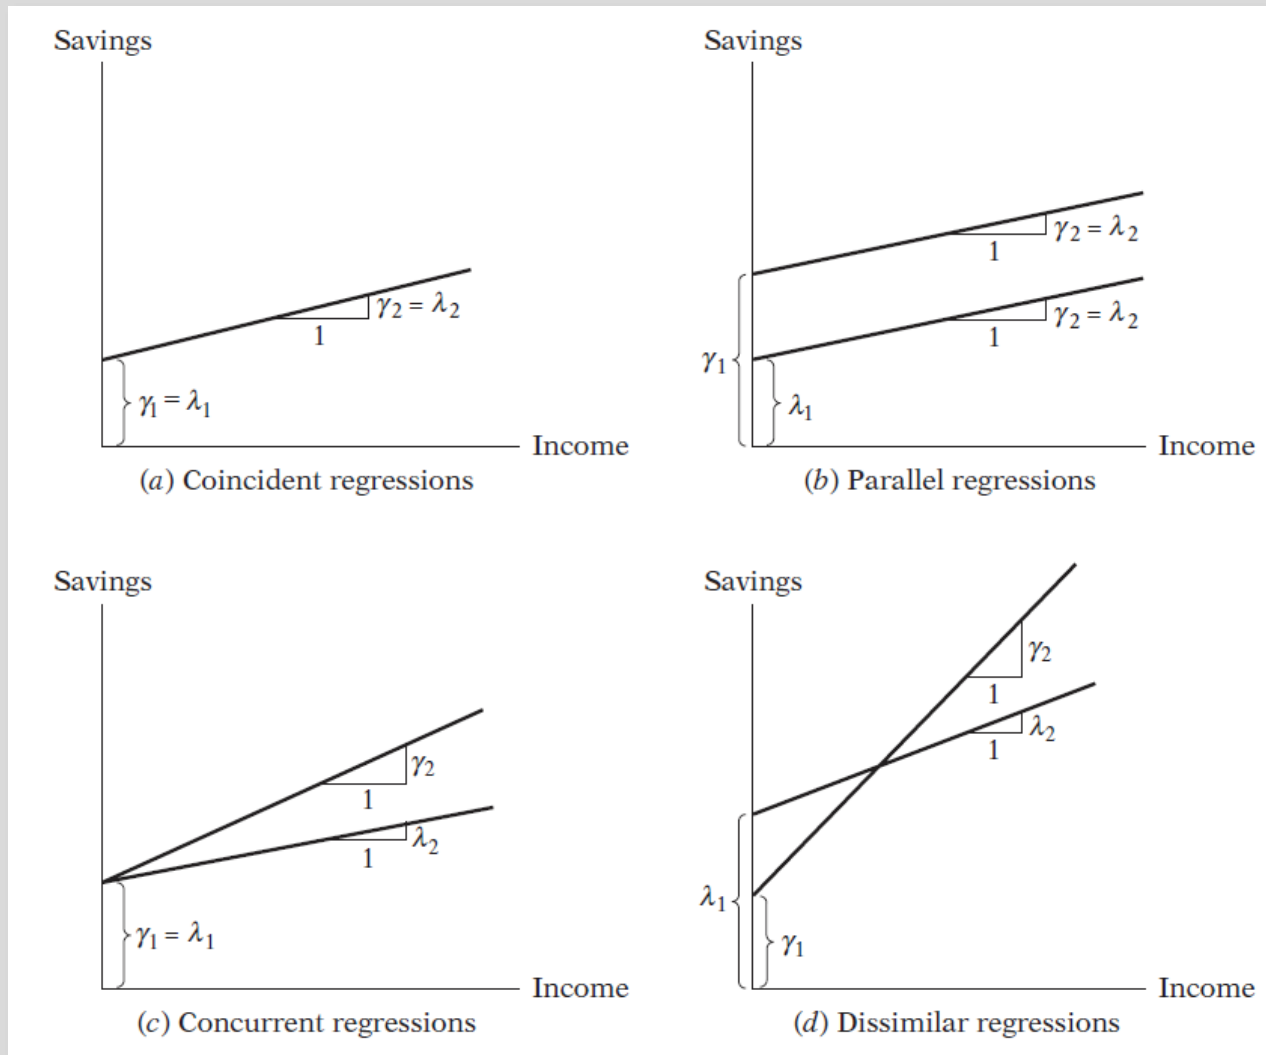 Savings
γ2 = λ2
1
γ1 = λ1
Income
(a) Coincident regressions
Savings
γ2 = λ2
1
γ2 = λ2
1
γ1
λ1
Income
(b) Parallel regressions
Savings
γ2
1
λ2
1
γ1 = λ1
Income
(c) Concurrent regressions
Savings
γ2
1
λ2
1
λ1
γ1
Income
(d) Dissimilar regressions